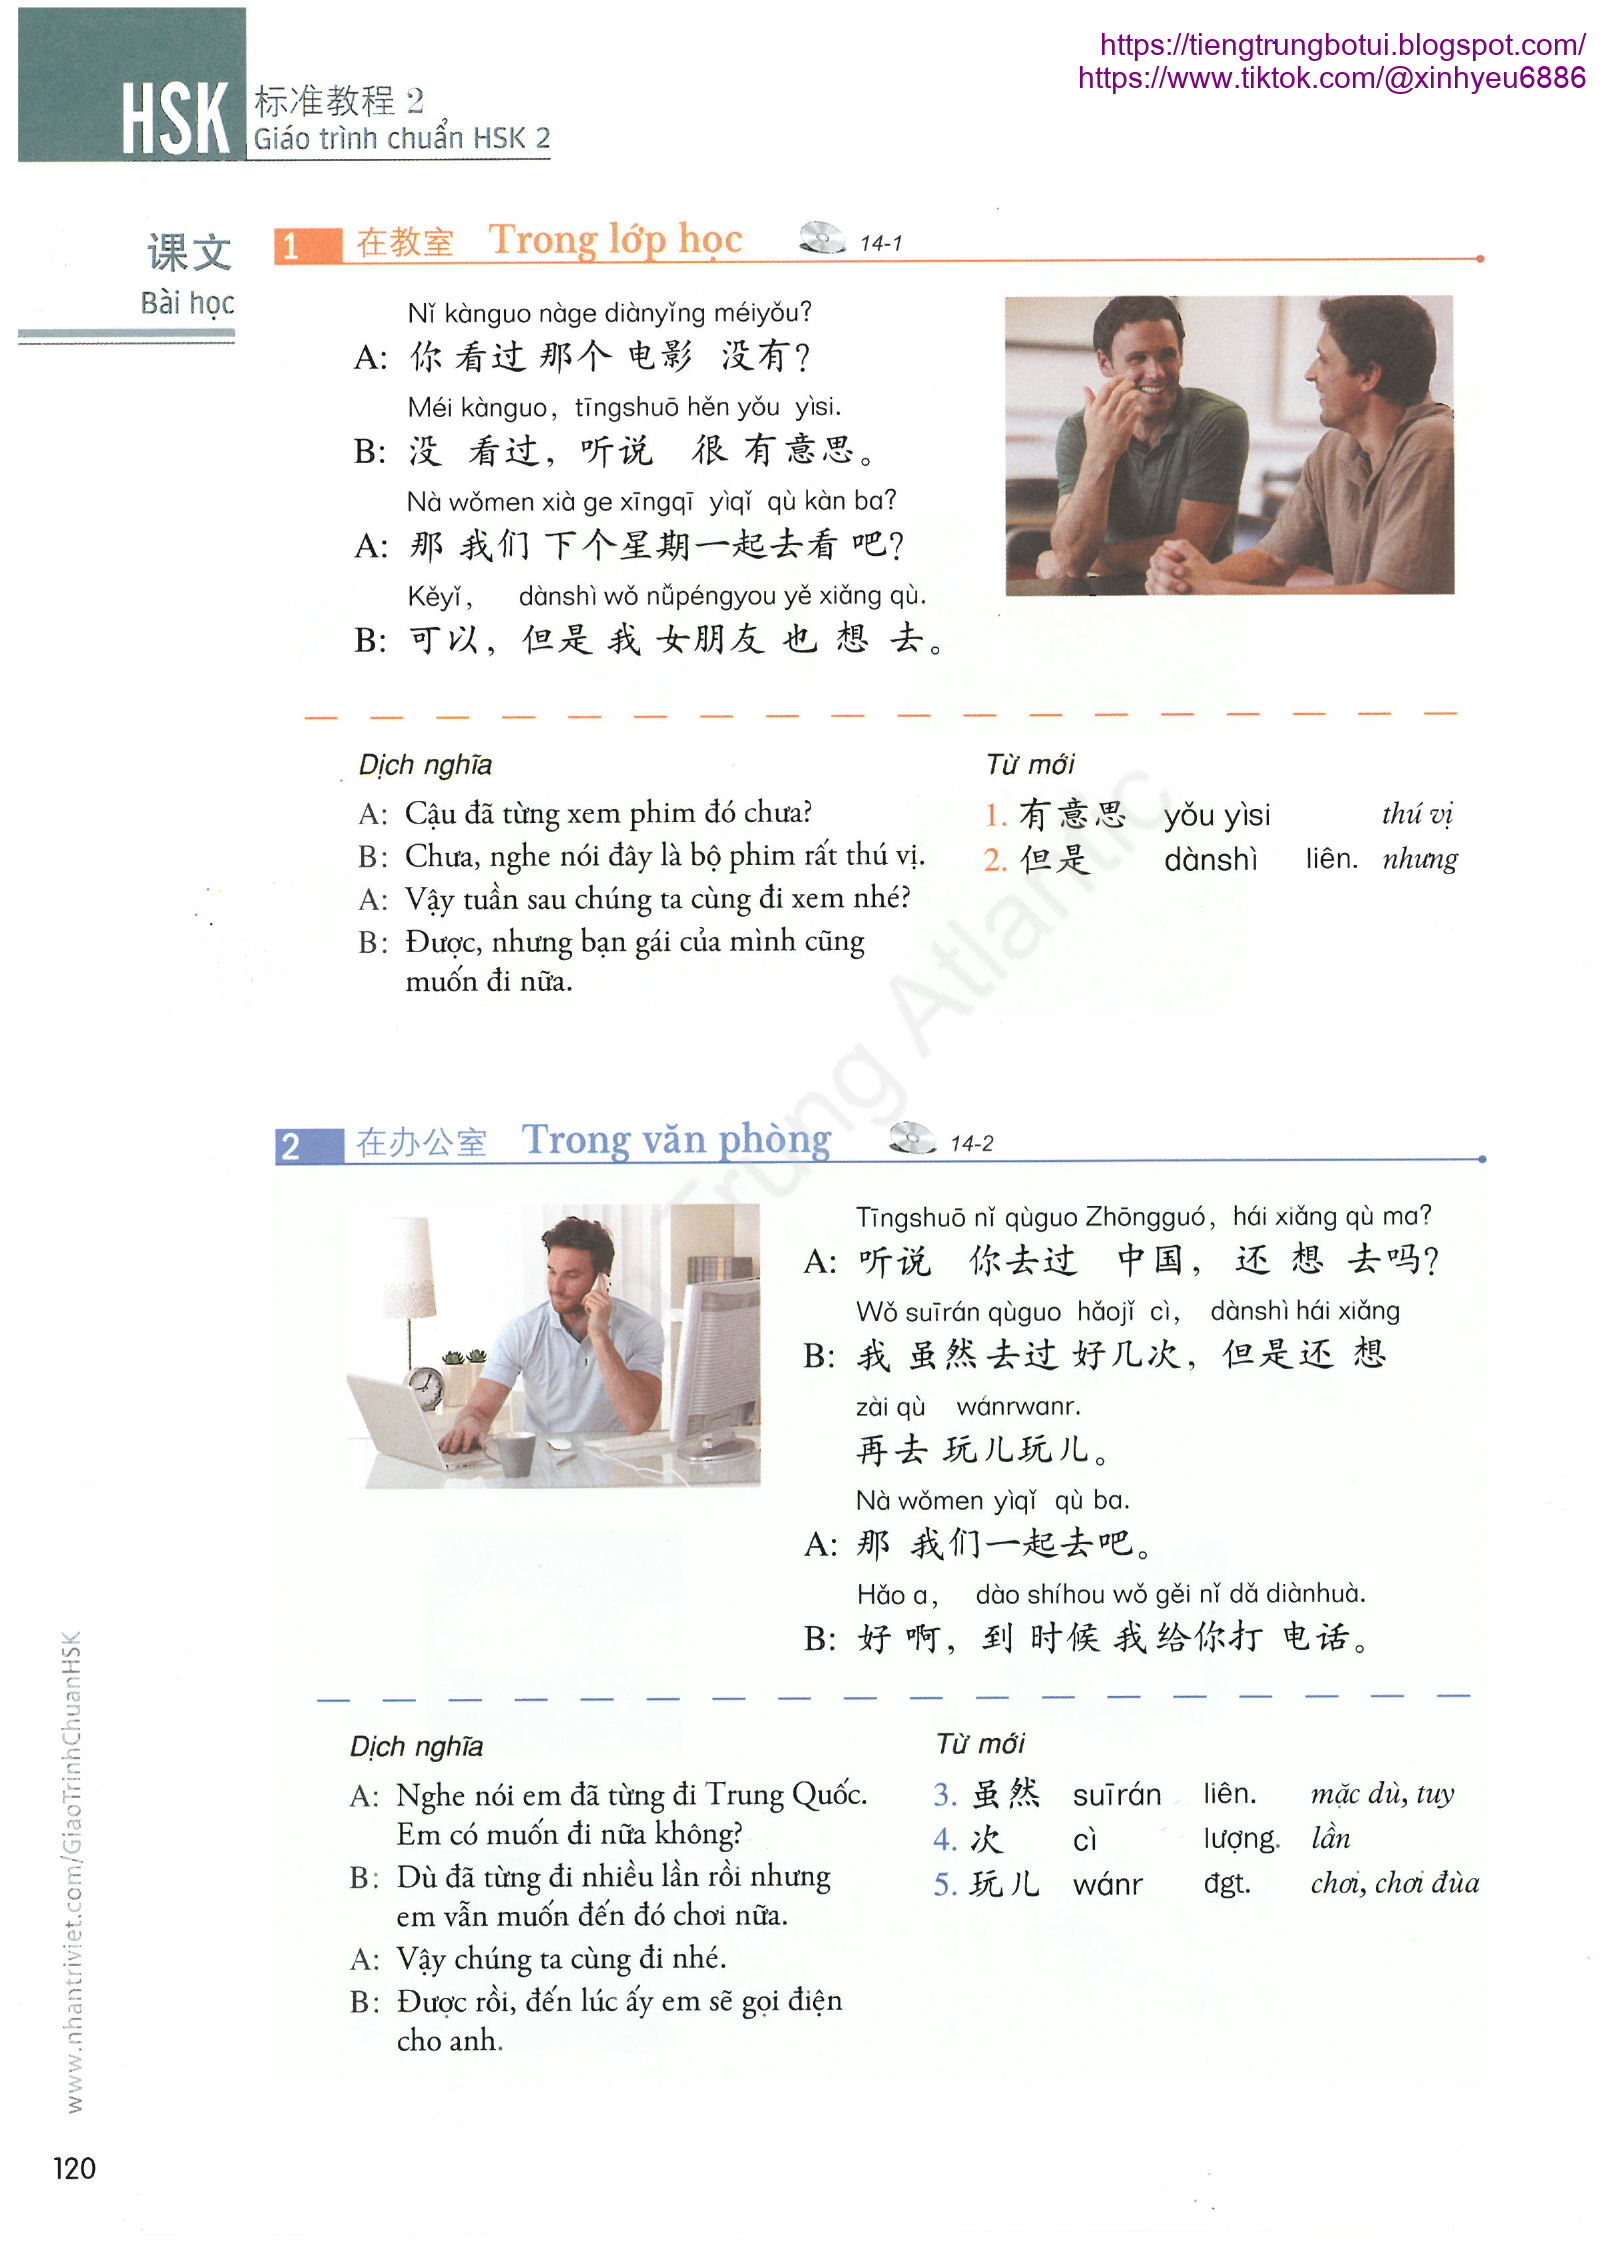 https://tiengtrungbotui.blogspot.com/
https://www.tiktok.com/@xinhyeu6886
HSK 标准教程 2
Giáo trình chuẩn HSK 2
课文
Bài học
1 在教室 Trong lớp học 14-1
Nǐ kànguo nàge diànyǐng méiyǒu?
A: 你看过那个电影没有?
Méi kànguo, tīngshuō hěn yǒu yìsi.
B: 没看过,听说很有意思。
Nà wǒmen xià ge xīngqī yìqǐ qù kàn ba?
A: 那我们下个星期一起去看吧?
Kěyǐ, dànshì wǒ nǚpéngyou yě xiǎng qù.
B: 可以,但是我女朋友也想去。
Dịch nghĩa
A: Cậu đã từng xem phim đó chưa?
B: Chưa, nghe nói đây là bộ phim rất thú vị.
A: Vậy tuần sau chúng ta cùng đi xem nhé?
B: Được, nhưng bạn gái của mình cũng
muốn đi nữa.
Từ mới
1. 有意思 yǒu yìsi thú vị
2. 但是 dànshì liên. nhưng
Trung Atlantic
2 在办公室 Trong văn phòng 14-2
Tīngshuō nǐ qùguo Zhōngguó, hái xiǎng qù ma?
A: 听说你去过中国,还想去吗?
Wǒ suīrán qùguo hǎojǐ cì, dànshì hái xiǎng
B: 我虽然去过好几次,但是还想
zài qù wánrwanr.
再去玩儿玩儿。
Nà wǒmen yìqǐ qù ba.
A: 那我们一起去吧。
Hǎo a, dào shíhou wǒ gěi nǐ dǎ diànhuà.
B: 好啊,到时候我给你打电话。
Dịch nghĩa
A: Nghe nói em đã từng đi Trung Quốc.
Em có muốn đi nữa không?
B: Dù đã từng đi nhiều lần rồi nhưng
em vẫn muốn đến đó chơi nữa.
A: Vậy chúng ta cùng đi nhé.
B: Được rồi, đến lúc ấy em sẽ gọi điện
cho anh.
Từ mới
3. 虽然 suīrán liên. mặc dù, tuy
4. 次 cì lượng. lần
5. 玩儿 wánr đgt. chơi, chơi đùa
www.nhantriviet.com/GiaoTrinhChuanHSK
120